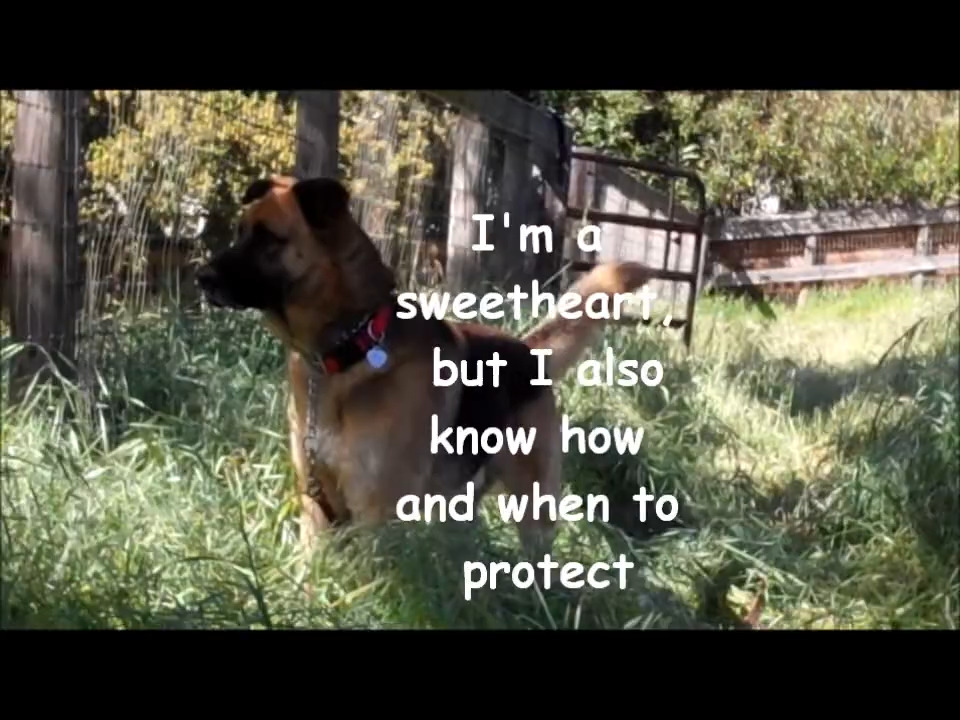 I'm a
sweetheart,
but I also
know how
and when to
protect